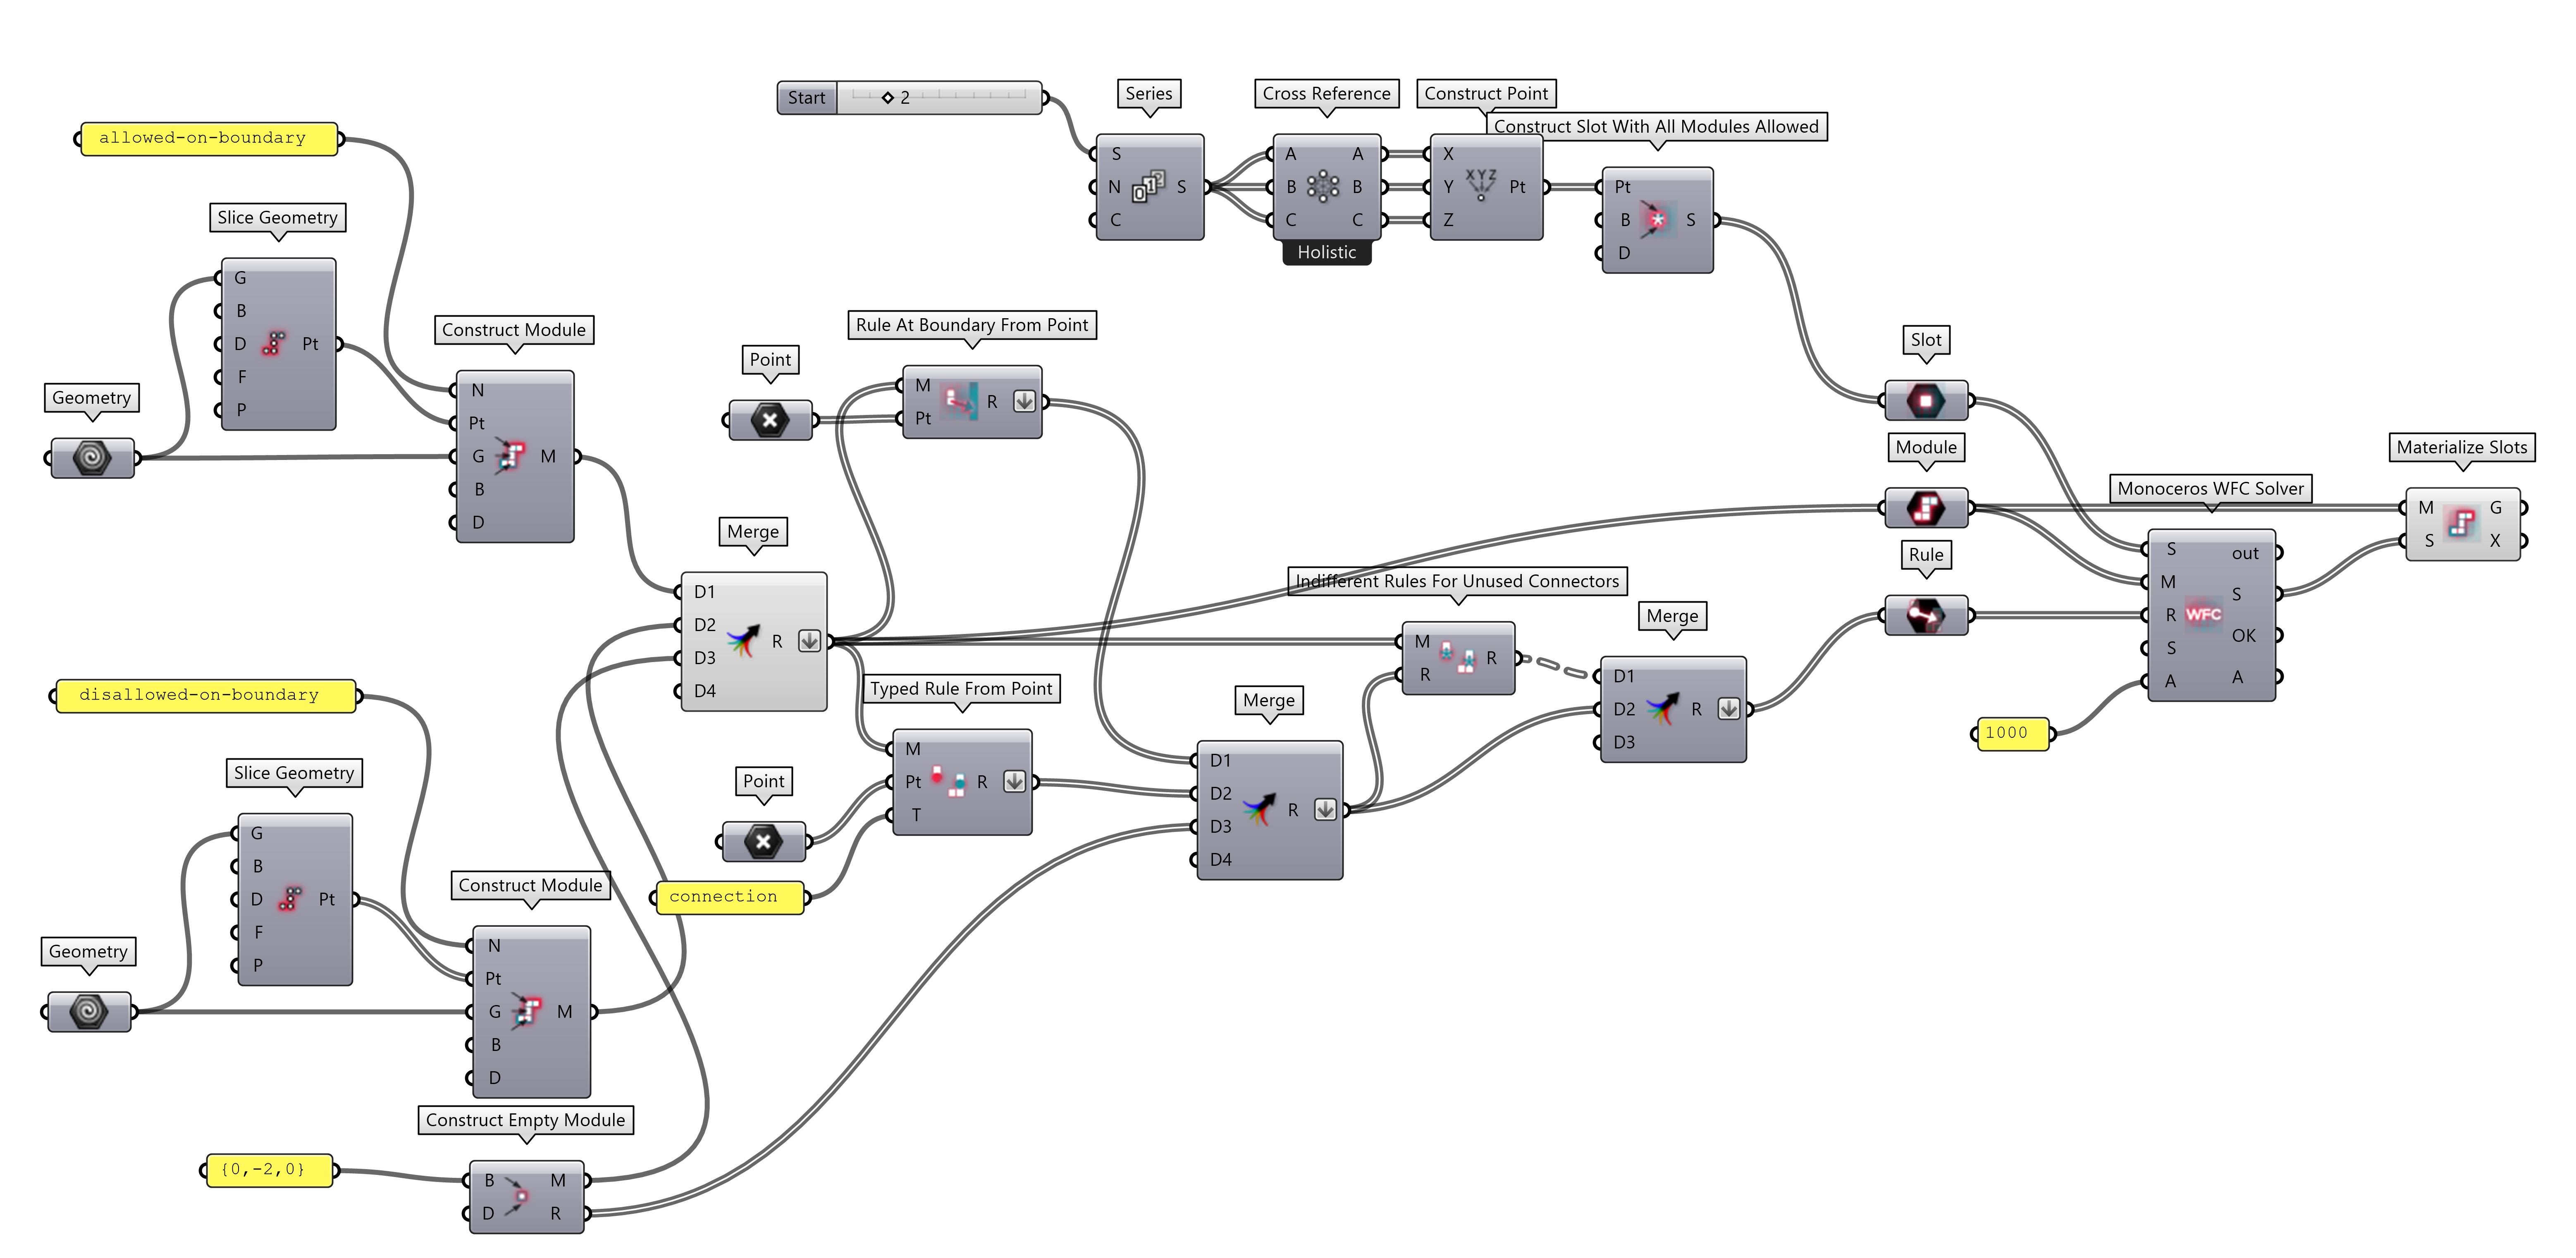 Start
2
Series
S
N
C
S
Cross Reference
A
B
C
A
B
C
Holistic
Construct Point
X
Y
Z
XYZ
Pt
Construct Slot With All Modules Allowed
Pt
B
D
S
allowed-on-boundary
Slice Geometry
G
B
D
F
P
Pt
Geometry
Construct Module
N
Pt
G
B
D
M
Point
Rule At Boundary From Point
M
Pt
R
Merge
D1
D2
D3
D4
R
disallowed-on-boundary
Slice Geometry
G
B
D
F
P
Pt
Geometry
Construct Module
N
Pt
G
B
D
M
Construct Empty Module
{0,-2,0}
B
D
M
R
Typed Rule From Point
M
Pt
T
R
Point
connection
Merge
D1
D2
D3
D4
R
Indifferent Rules For Unused Connectors
M
R
R
Merge
D1
D2
D3
R
Slot
Module
Rule
1000
Monoceros WFC Solver
S
M
R
S
A
WFC
out
S
OK
A
Materialize Slots
M
S
G
X